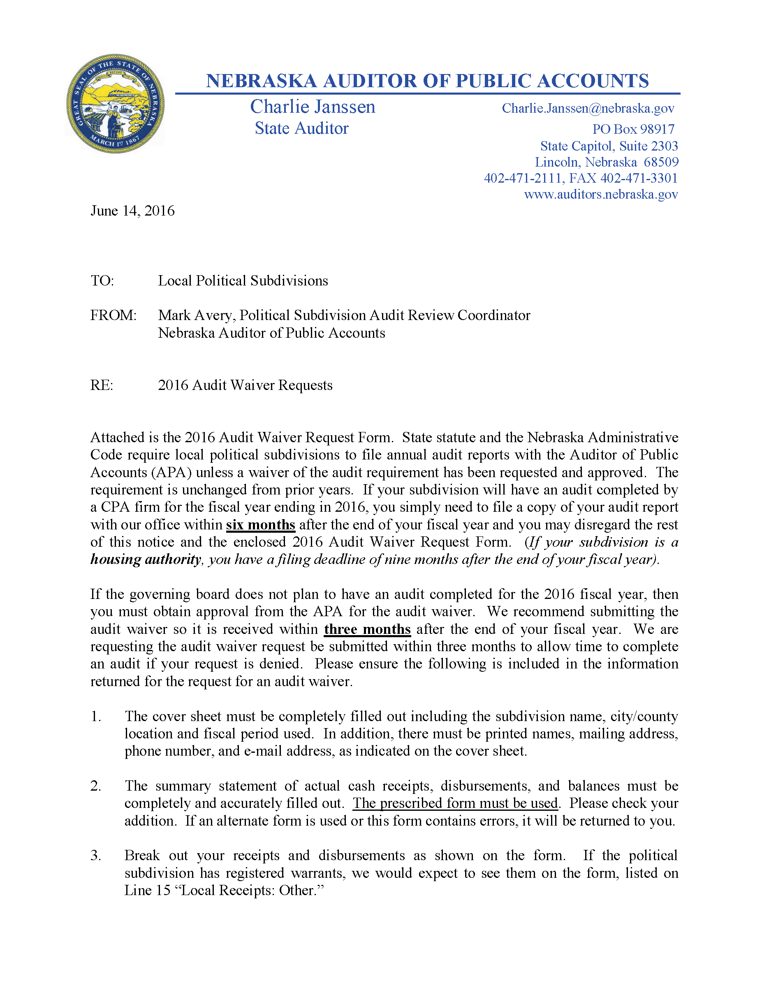 GREAT SEAL OF THE STATE OF NEBRASKA
EQUALITY BEFORE THE LAW
MARCH 1ST 1867
NEBRASKA AUDITOR OF PUBLIC ACCOUNTS
Charlie Janssen
State Auditor
Charlie.Janssen@nebraska.gov
PO Box 98917
State Capitol, Suite 2303
Lincoln, Nebraska 68509
402-471-2111, FAX 402-471-3301
www.auditors.nebraska.gov
June 14, 2016
TO: Local Political Subdivisions
FROM: Mark Avery, Political Subdivision Audit Review Coordinator
Nebraska Auditor of Public Accounts
RE: 2016 Audit Waiver Requests
Attached is the 2016 Audit Waiver Request Form. State statute and the Nebraska Administrative
Code require local political subdivisions to file annual audit reports with the Auditor of Public
Accounts (APA) unless a waiver of the audit requirement has been requested and approved. The
requirement is unchanged from prior years. If your subdivision will have an audit completed by
a CPA firm for the fiscal year ending in 2016, you simply need to file a copy of your audit report
with our office within six months after the end of your fiscal year and you may disregard the rest
of this notice and the enclosed 2016 Audit Waiver Request Form. (If your subdivision is a
housing authority, you have a filing deadline of nine months after the end of your fiscal year).
If the governing board does not plan to have an audit completed for the 2016 fiscal year, then
you must obtain approval from the APA for the audit waiver. We recommend submitting the
audit waiver so it is received within three months after the end of your fiscal year. We are
requesting the audit waiver request be submitted within three months to allow time to complete
an audit if your request is denied. Please ensure the following is included in the information
returned for the request for an audit waiver.
1. The cover sheet must be completely filled out including the subdivision name, city/county
location and fiscal period used. In addition, there must be printed names, mailing address,
phone number, and e-mail address, as indicated on the cover sheet.
2. The summary statement of actual cash receipts, disbursements, and balances must be
completely and accurately filled out. The prescribed form must be used. Please check your
addition. If an alternate form is used or this form contains errors, it will be returned to you.
3. Break out your receipts and disbursements as shown on the form. If the political
subdivision has registered warrants, we would expect to see them on the form, listed on
Line 15 “Local Receipts: Other.”